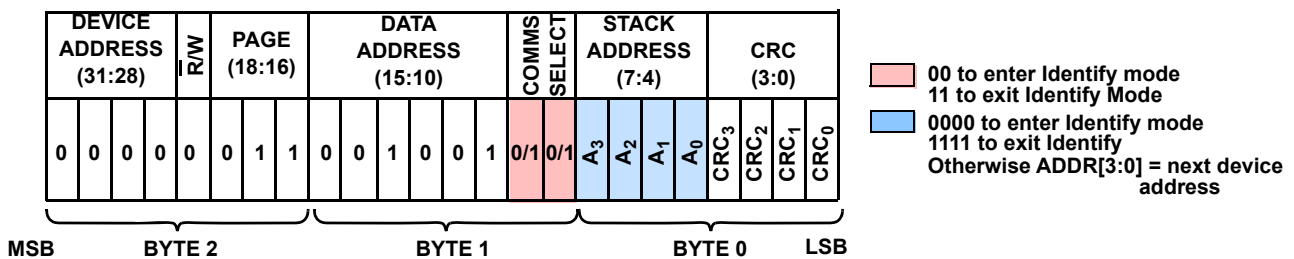 DEVICE ADDRESS (31:28)
R/W
PAGE (18:16)
DATA ADDRESS (15:10)
COMMS SELECT
STACK ADDRESS (7:4)
CRC (3:0)
0 0 0 0 0 0 1 1 0 0 1 0 0 1 0/1 0/1 A3 A2 A1 A0 CRC3 CRC2 CRC1 CRC0
MSB BYTE 2 BYTE 1 BYTE 0 LSB
00 to enter Identify mode
11 to exit Identify Mode
0000 to enter Identify mode
1111 to exit Identify
Otherwise ADDR[3:0] = next device
address